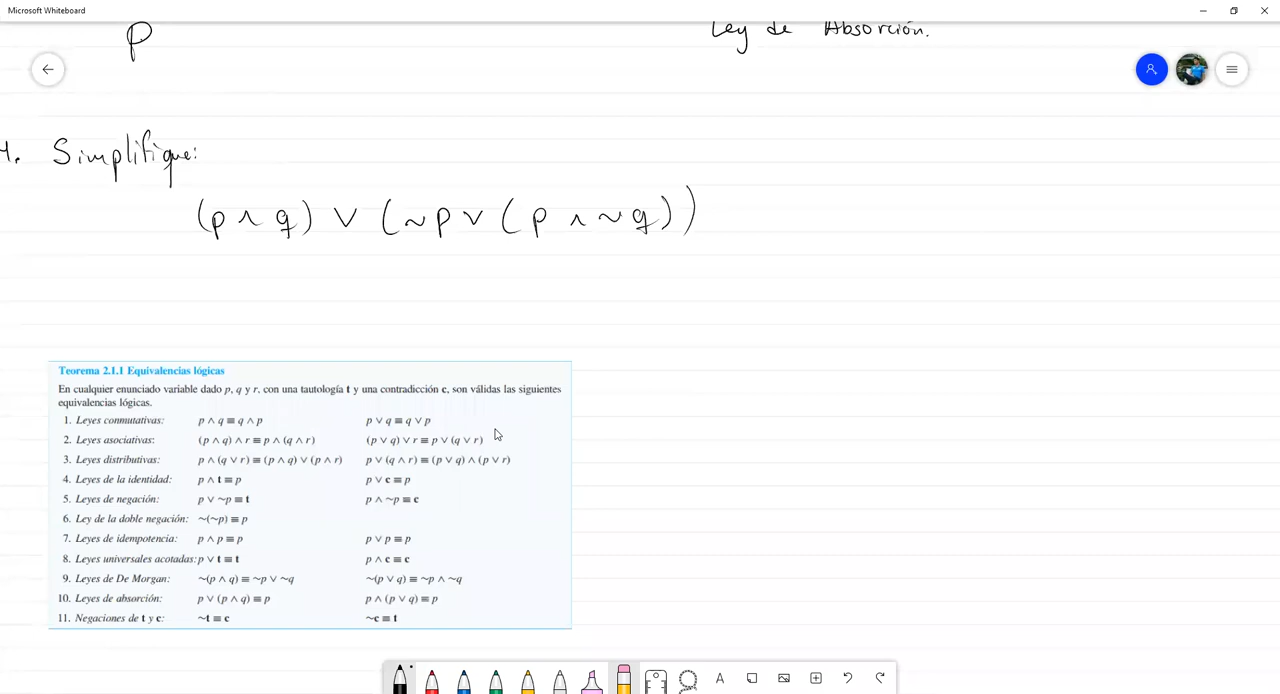 Microsoft Whiteboard
p Ley de Absorción.
4. Simplifique:
(p ∧ q) ∨ (~p ∨ (p ∧ ~q))
Teorema 2.1.1 Equivalencias lógicas
En cualquier enunciado variable dado p, q y r, con una tautología t y una contradicción c, son válidas las siguientes
equivalencias lógicas.
1. Leyes conmutativas: p ∧ q ≡ q ∧ p p ∨ q ≡ q ∨ p
2. Leyes asociativas: (p ∧ q) ∧ r ≡ p ∧ (q ∧ r) (p ∨ q) ∨ r ≡ p ∨ (q ∨ r)
3. Leyes distributivas: p ∧ (q ∨ r) ≡ (p ∧ q) ∨ (p ∧ r) p ∨ (q ∧ r) ≡ (p ∨ q) ∧ (p ∨ r)
4. Leyes de la identidad: p ∧ t ≡ p p ∨ c ≡ p
5. Leyes de negación: p ∨ ~p ≡ t p ∧ ~p ≡ c
6. Ley de la doble negación: ~(~p) ≡ p
7. Leyes de idempotencia: p ∧ p ≡ p p ∨ p ≡ p
8. Leyes universales acotadas: p ∨ t ≡ t p ∧ c ≡ c
9. Leyes de De Morgan: ~(p ∧ q) ≡ ~p ∨ ~q ~(p ∨ q) ≡ ~p ∧ ~q
10. Leyes de absorción: p ∨ (p ∧ q) ≡ p p ∧ (p ∨ q) ≡ p
11. Negaciones de t y c: ~t ≡ c ~c ≡ t
A